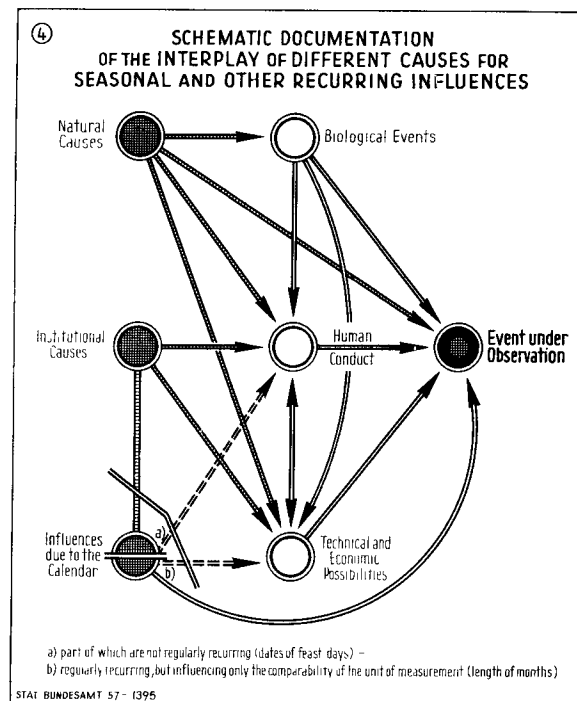 4
SCHEMATIC DOCUMENTATION
OF THE INTERPLAY OF DIFFERENT CAUSES FOR
SEASONAL AND OTHER RECURRING INFLUENCES
Natural
Causes
Biological Events
Institutional
Causes
Human
Conduct
Event under
Observation
Influences
due to the
Calendar
a)
b)
Technical and
Economic
Possibilities
a) part of which are not regularly recurring (dates of feast days) –
b) regularly recurring, but influencing only the comparability of the unit of measurement (length of months)
STAT BUNDESAMT 57 - 1395